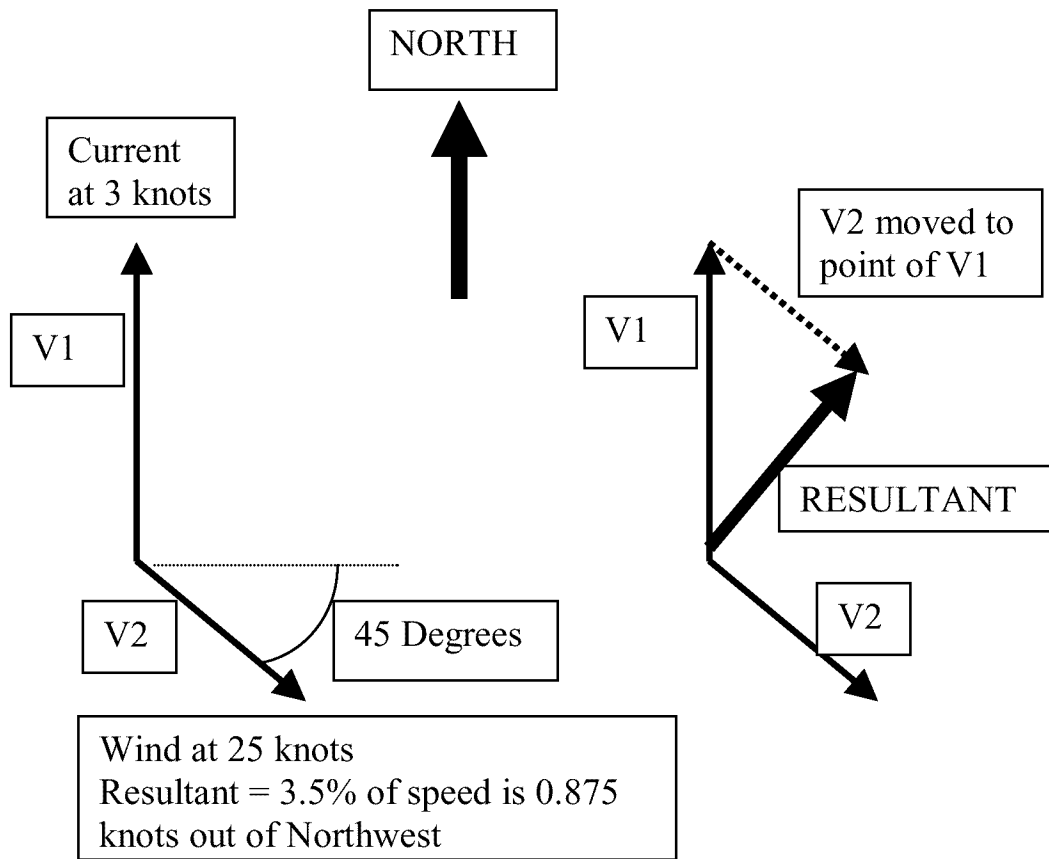 NORTH
Current
at 3 knots
V2 moved to
point of V1
V1
V1
RESULTANT
V2
45 Degrees
V2
Wind at 25 knots
Resultant = 3.5% of speed is 0.875
knots out of Northwest